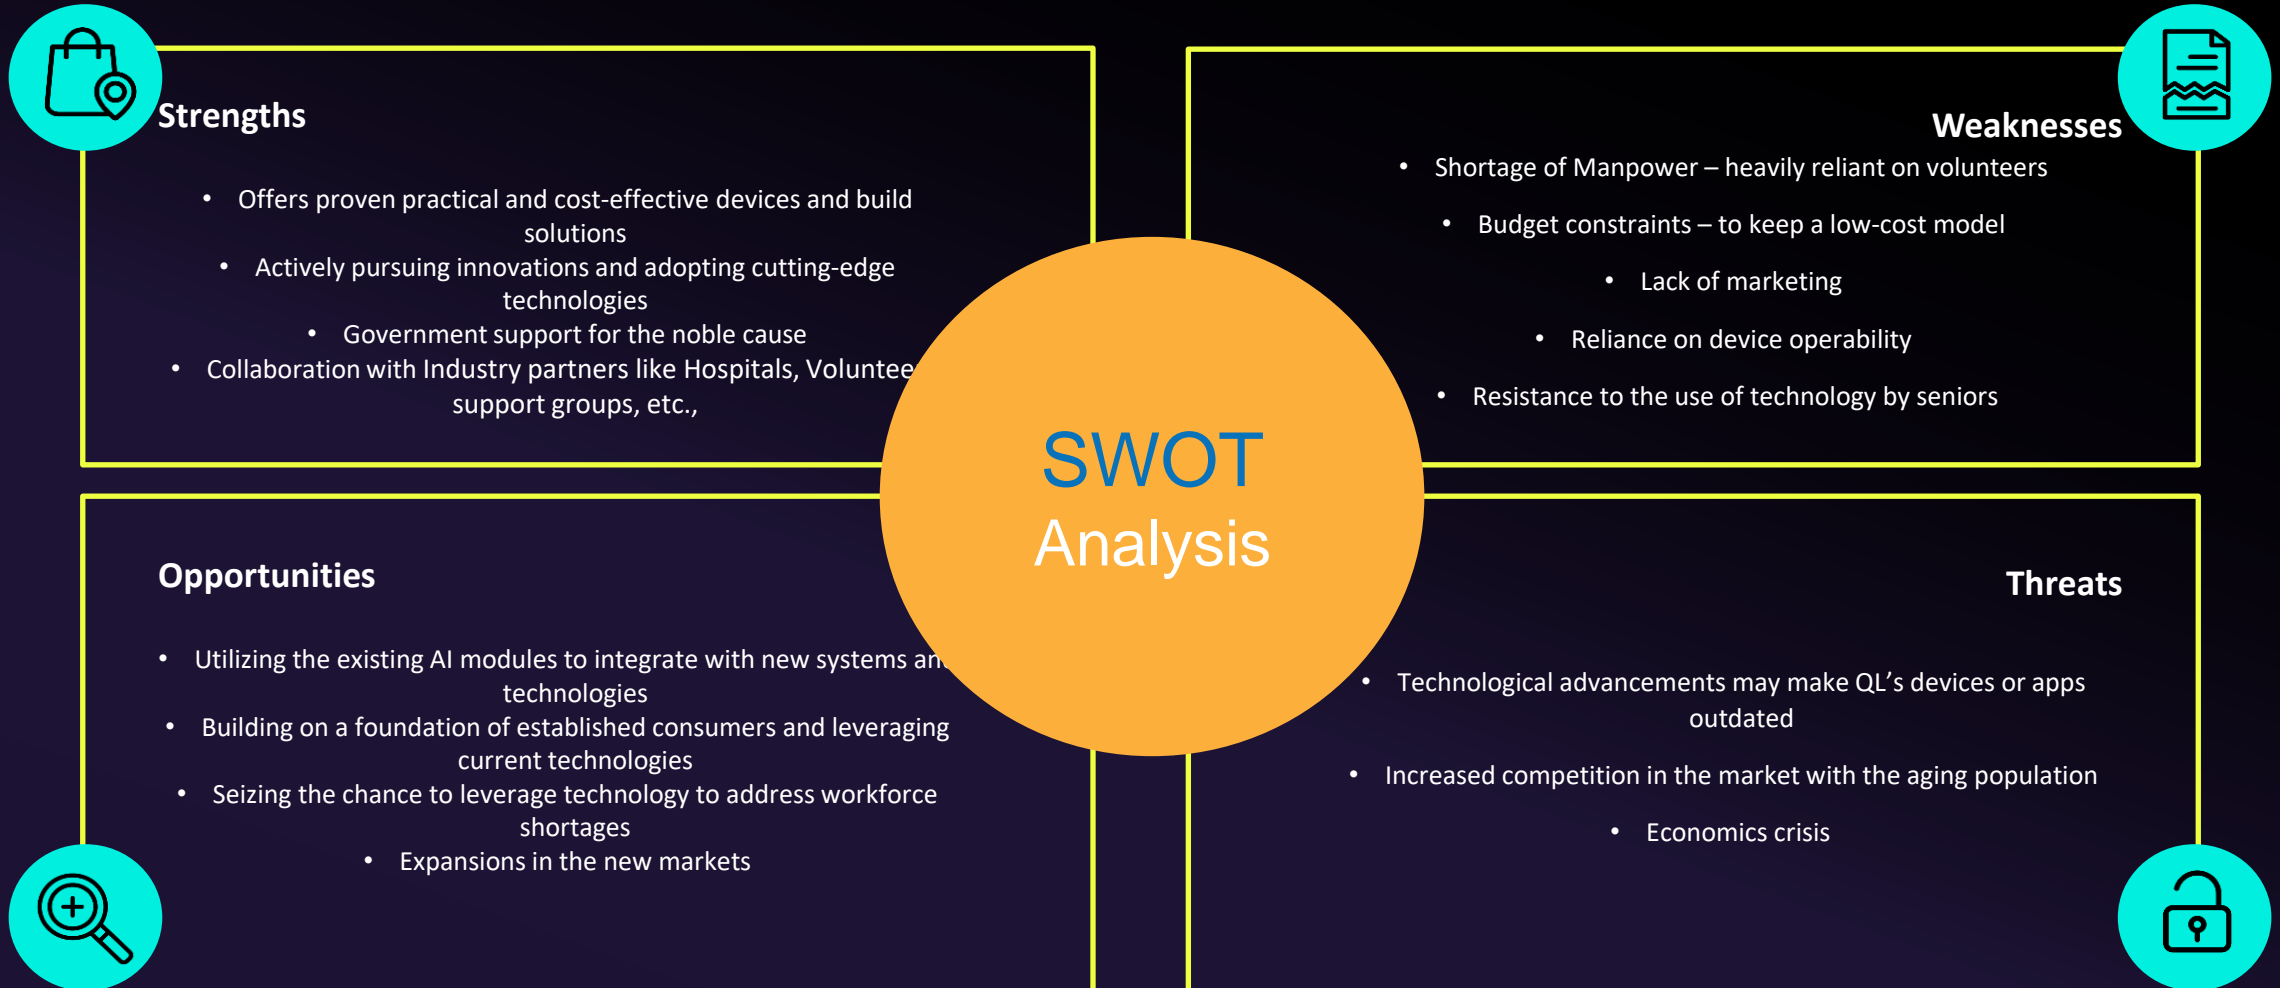 Strengths
• Offers proven practical and cost-effective devices and build
solutions
• Actively pursuing innovations and adopting cutting-edge
technologies
• Government support for the noble cause
• Collaboration with Industry partners like Hospitals, Voluntee
support groups, etc.,
Weaknesses
• Shortage of Manpower – heavily reliant on volunteers
• Budget constraints – to keep a low-cost model
• Lack of marketing
• Reliance on device operability
• Resistance to the use of technology by seniors
SWOT
Analysis
Opportunities
• Utilizing the existing AI modules to integrate with new systems an
technologies
• Building on a foundation of established consumers and leveraging
current technologies
• Seizing the chance to leverage technology to address workforce
shortages
• Expansions in the new markets
Threats
• Technological advancements may make QL’s devices or apps
outdated
• Increased competition in the market with the aging population
• Economics crisis